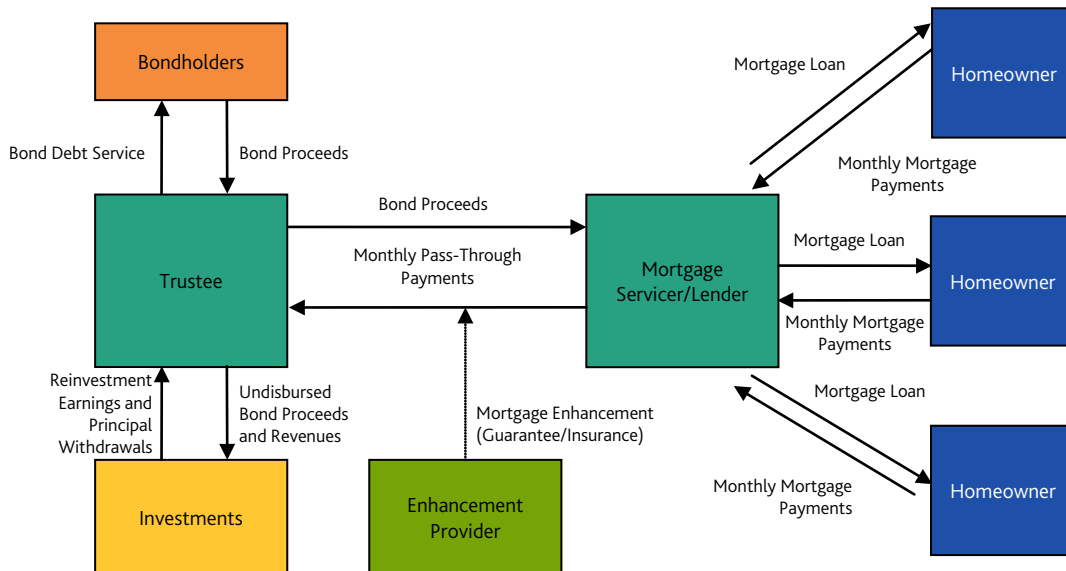 Bondholders
Homeowner
Mortgage Loan
Bond Debt Service
Bond Proceeds
Monthly Mortgage
Payments
Bond Proceeds
Trustee
Monthly Pass-Through
Payments
Mortgage
Servicer/Lender
Mortgage Loan
Homeowner
Monthly Mortgage
Payments
Reinvestment
Earnings and
Principal
Withdrawals
Undisbursed
Bond Proceeds
and Revenues
Mortgage Enhancement
(Guarantee/Insurance)
Mortgage Loan
Monthly Mortgage
Payments
Homeowner
Investments
Enhancement
Provider